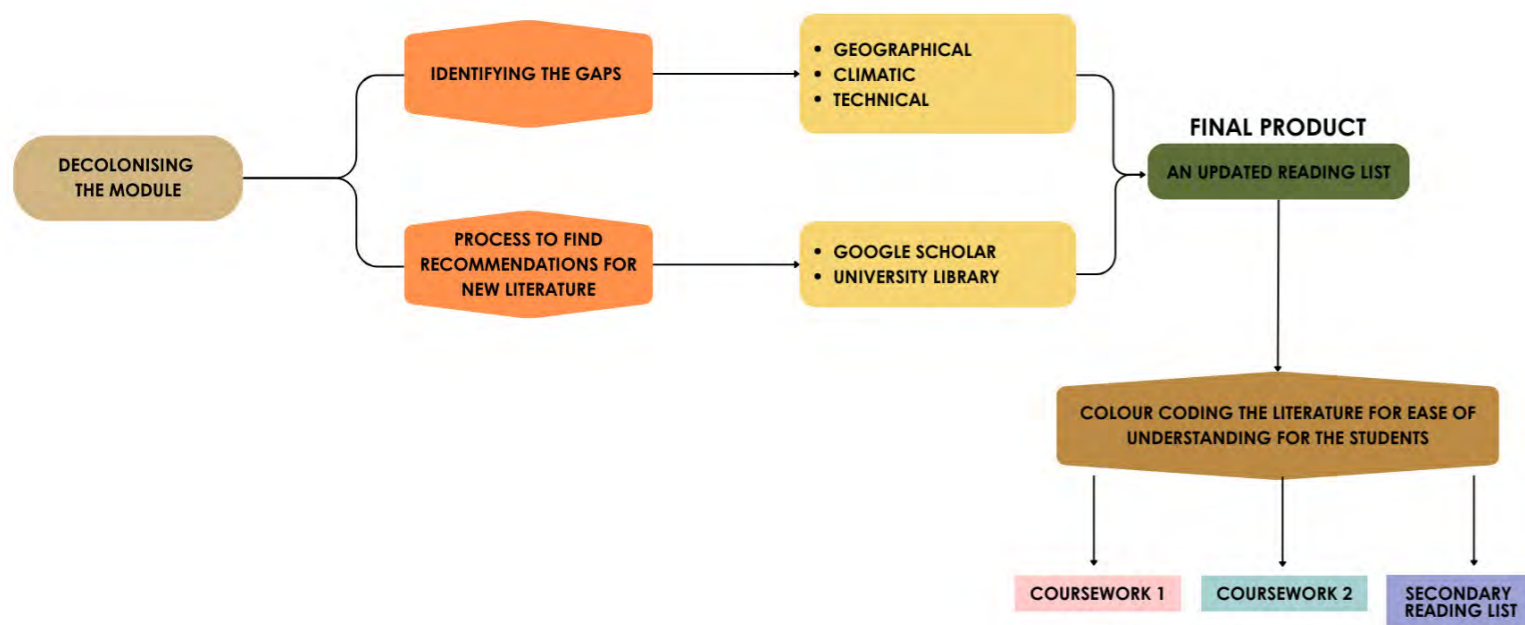 DECOLONISING
THE MODULE
IDENTIFYING THE GAPS
• GEOGRAPHICAL
• CLIMATIC
• TECHNICAL
PROCESS TO FIND
RECOMMENDATIONS FOR
NEW LITERATURE
• GOOGLE SCHOLAR
• UNIVERSITY LIBRARY
FINAL PRODUCT
AN UPDATED READING LIST
COLOUR CODING THE LITERATURE FOR EASE OF
UNDERSTANDING FOR THE STUDENTS
COURSEWORK 1
COURSEWORK 2
SECONDARY
READING LIST